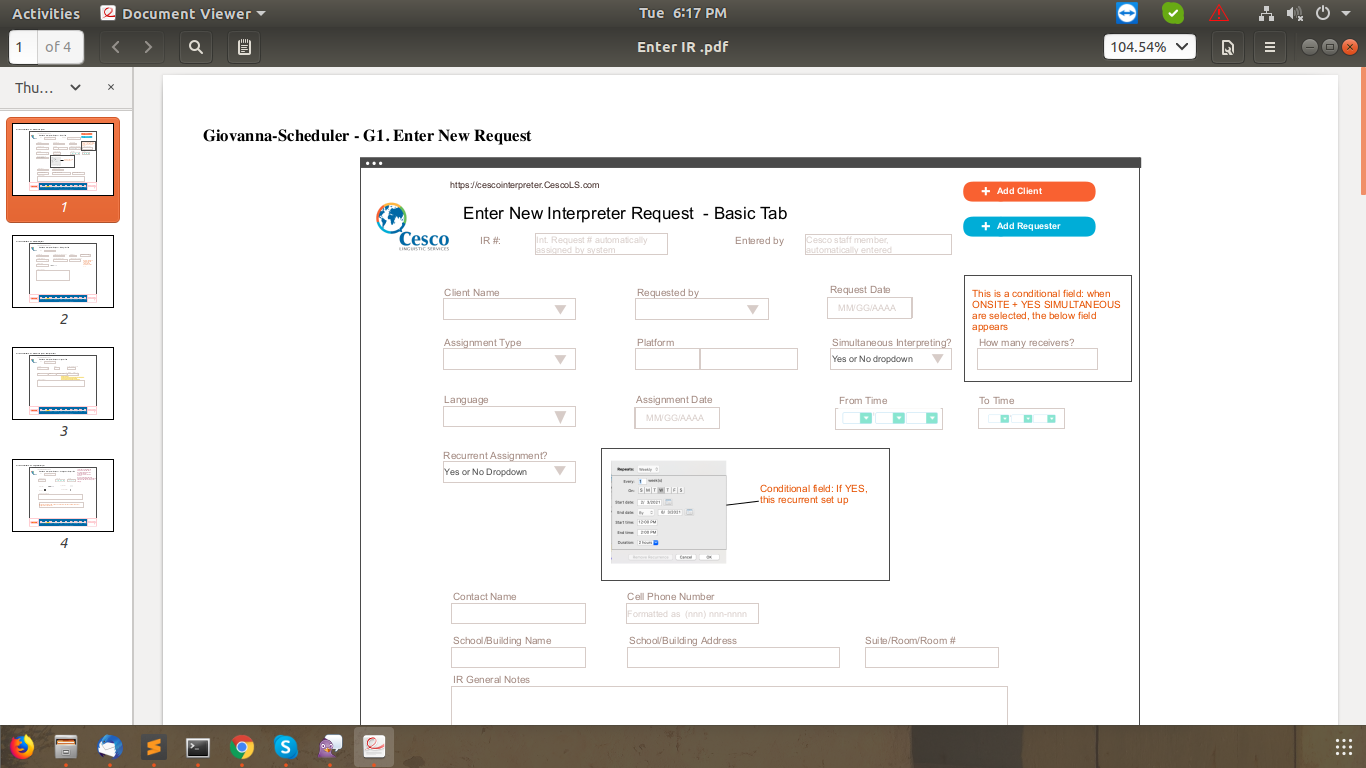 Activities
Document Viewer
Tue 6:17 PM
1
of 4
Enter IR .pdf
104.54%
Thu…
1
2
3
4
Giovanna-Scheduler - G1. Enter New Request
https://cescointerpreter.CescoLS.com
+ Add Client
Cesco
LINGUISTIC SERVICES
Enter New Interpreter Request - Basic Tab
+ Add Requester
IR #:
Int. Request # automatically
assigned by system
Entered by
Cesco staff member,
automatically entered
Client Name
Requested by
Request Date
MM/GG/AAAA
This is a conditional field: when
ONSITE + YES SIMULTANEOUS
are selected, the below field
appears
Assignment Type
Platform
Simultaneous Interpreting?
Yes or No dropdown
How many receivers?
Language
Assignment Date
MM/GG/AAAA
From Time
To Time
Recurrent Assignment?
Yes or No Dropdown
Repeats: Weekly
Every: 1 week(s)
On: S M T W T F S
Start date: 2/ 3/2021
End date: By 8/ 3/2021
Start time: 12:00 PM
End time: 2:00 PM
Duration: 2 hours
Remove Recurrence Cancel OK
Conditional field: If YES,
this recurrent set up
Contact Name
Cell Phone Number
Formatted as (nnn) nnn-nnnn
School/Building Name
School/Building Address
Suite/Room/Room #
IR General Notes